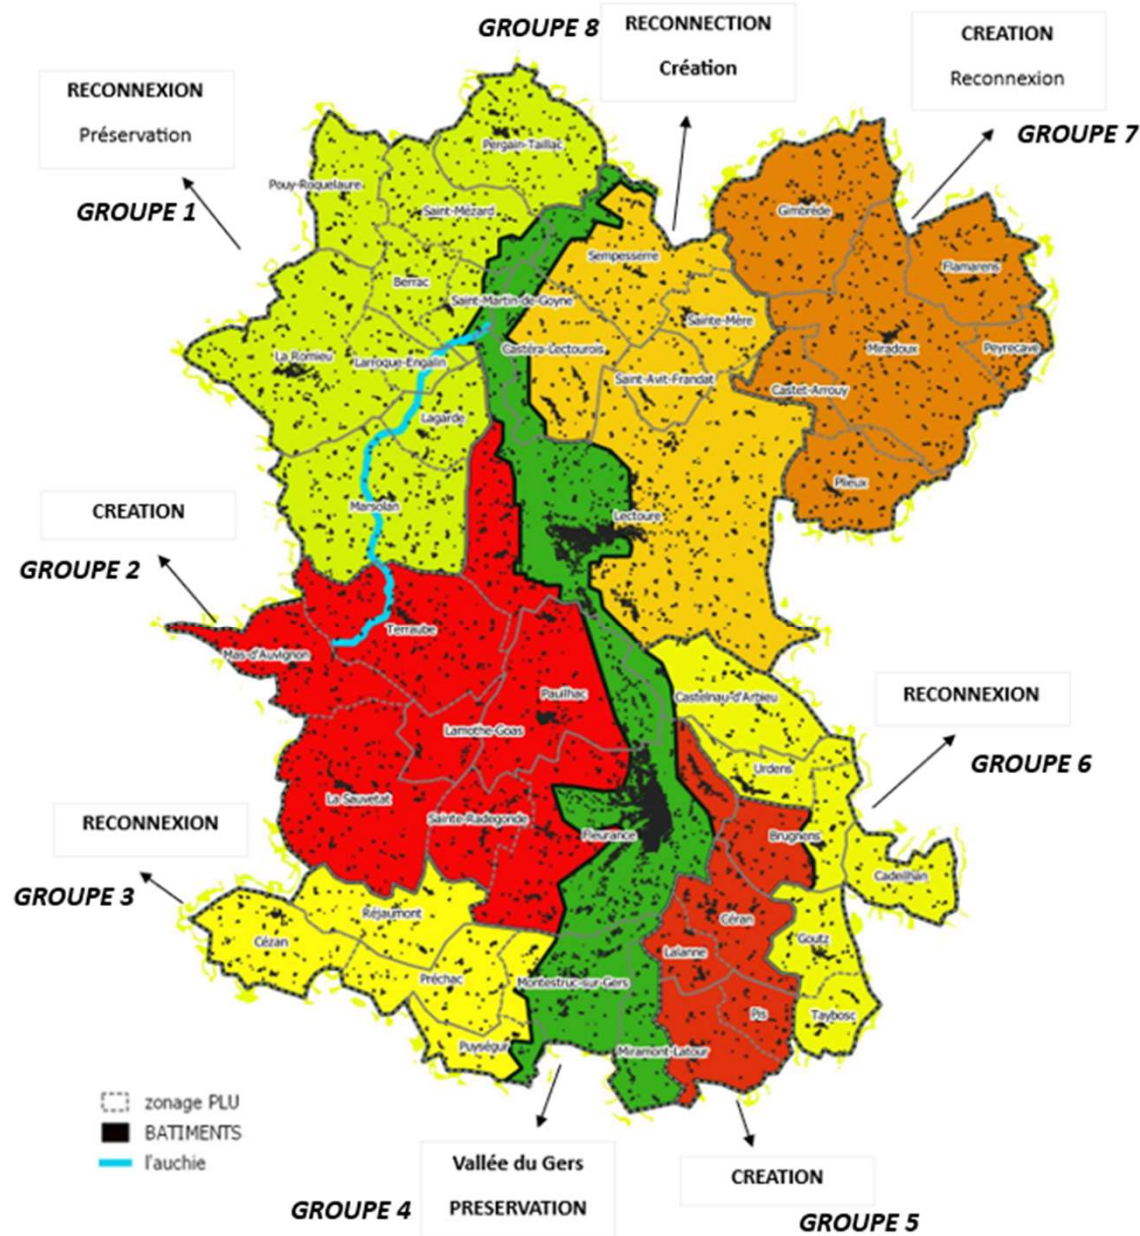 GROUPE 8
RECONNECTION
Création
CREATION
Reconnexion
GROUPE 7
RECONNEXION
Préservation
GROUPE 1
Pergain-Taillac
Pouy-Roquelaure
Saint-Mézard
Gimbrède
Sempesserre
Flamarens
Berrac
Saint-Martin-de-Goyne
Sainte-Mère
La Romieu
Larroque-Engalin
Castéra-Lectourois
Miradoux
Peyrecave
Saint-Avit-Frandat
Castet-Arrouy
Lagarde
Plieux
Marsolan
Lectoure
CREATION
GROUPE 2
Terraube
Mas-d'Auvignon
Pauilhac
Castelnau-d'Arbieu
RECONNEXION
GROUPE 6
Lamothe-Goas
Urdens
La Sauvetat
Sainte-Radegonde
Fleurance
Brugnens
Cadeilhan
RECONNEXION
GROUPE 3
Réjaumont
Céran
Cézan
Goutz
Lalanne
Préchac
Montestruc-sur-Gers
Pis
Taybosc
Puységur
Miramont-Latour
zonage PLU
BATIMENTS
l'auchie
Vallée du Gers
PRESERVATION
GROUPE 4
CREATION
GROUPE 5